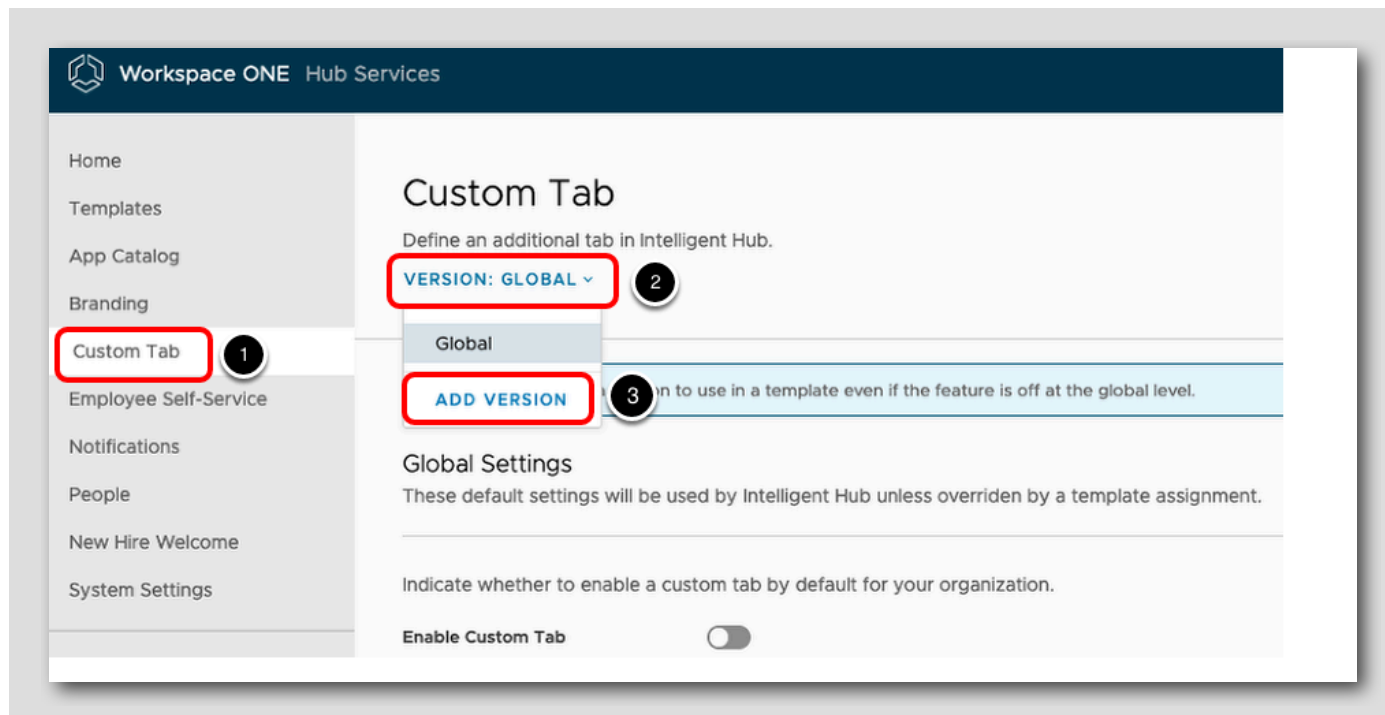 Workspace ONE Hub Services
Home
Templates
App Catalog
Branding
Custom Tab
1
Employee Self-Service
Notifications
People
New Hire Welcome
System Settings
Custom Tab
Define an additional tab in Intelligent Hub.
VERSION: GLOBAL
2
Global
ADD VERSION
3
on to use in a template even if the feature is off at the global level.
Global Settings
These default settings will be used by Intelligent Hub unless overriden by a template assignment.
Indicate whether to enable a custom tab by default for your organization.
Enable Custom Tab